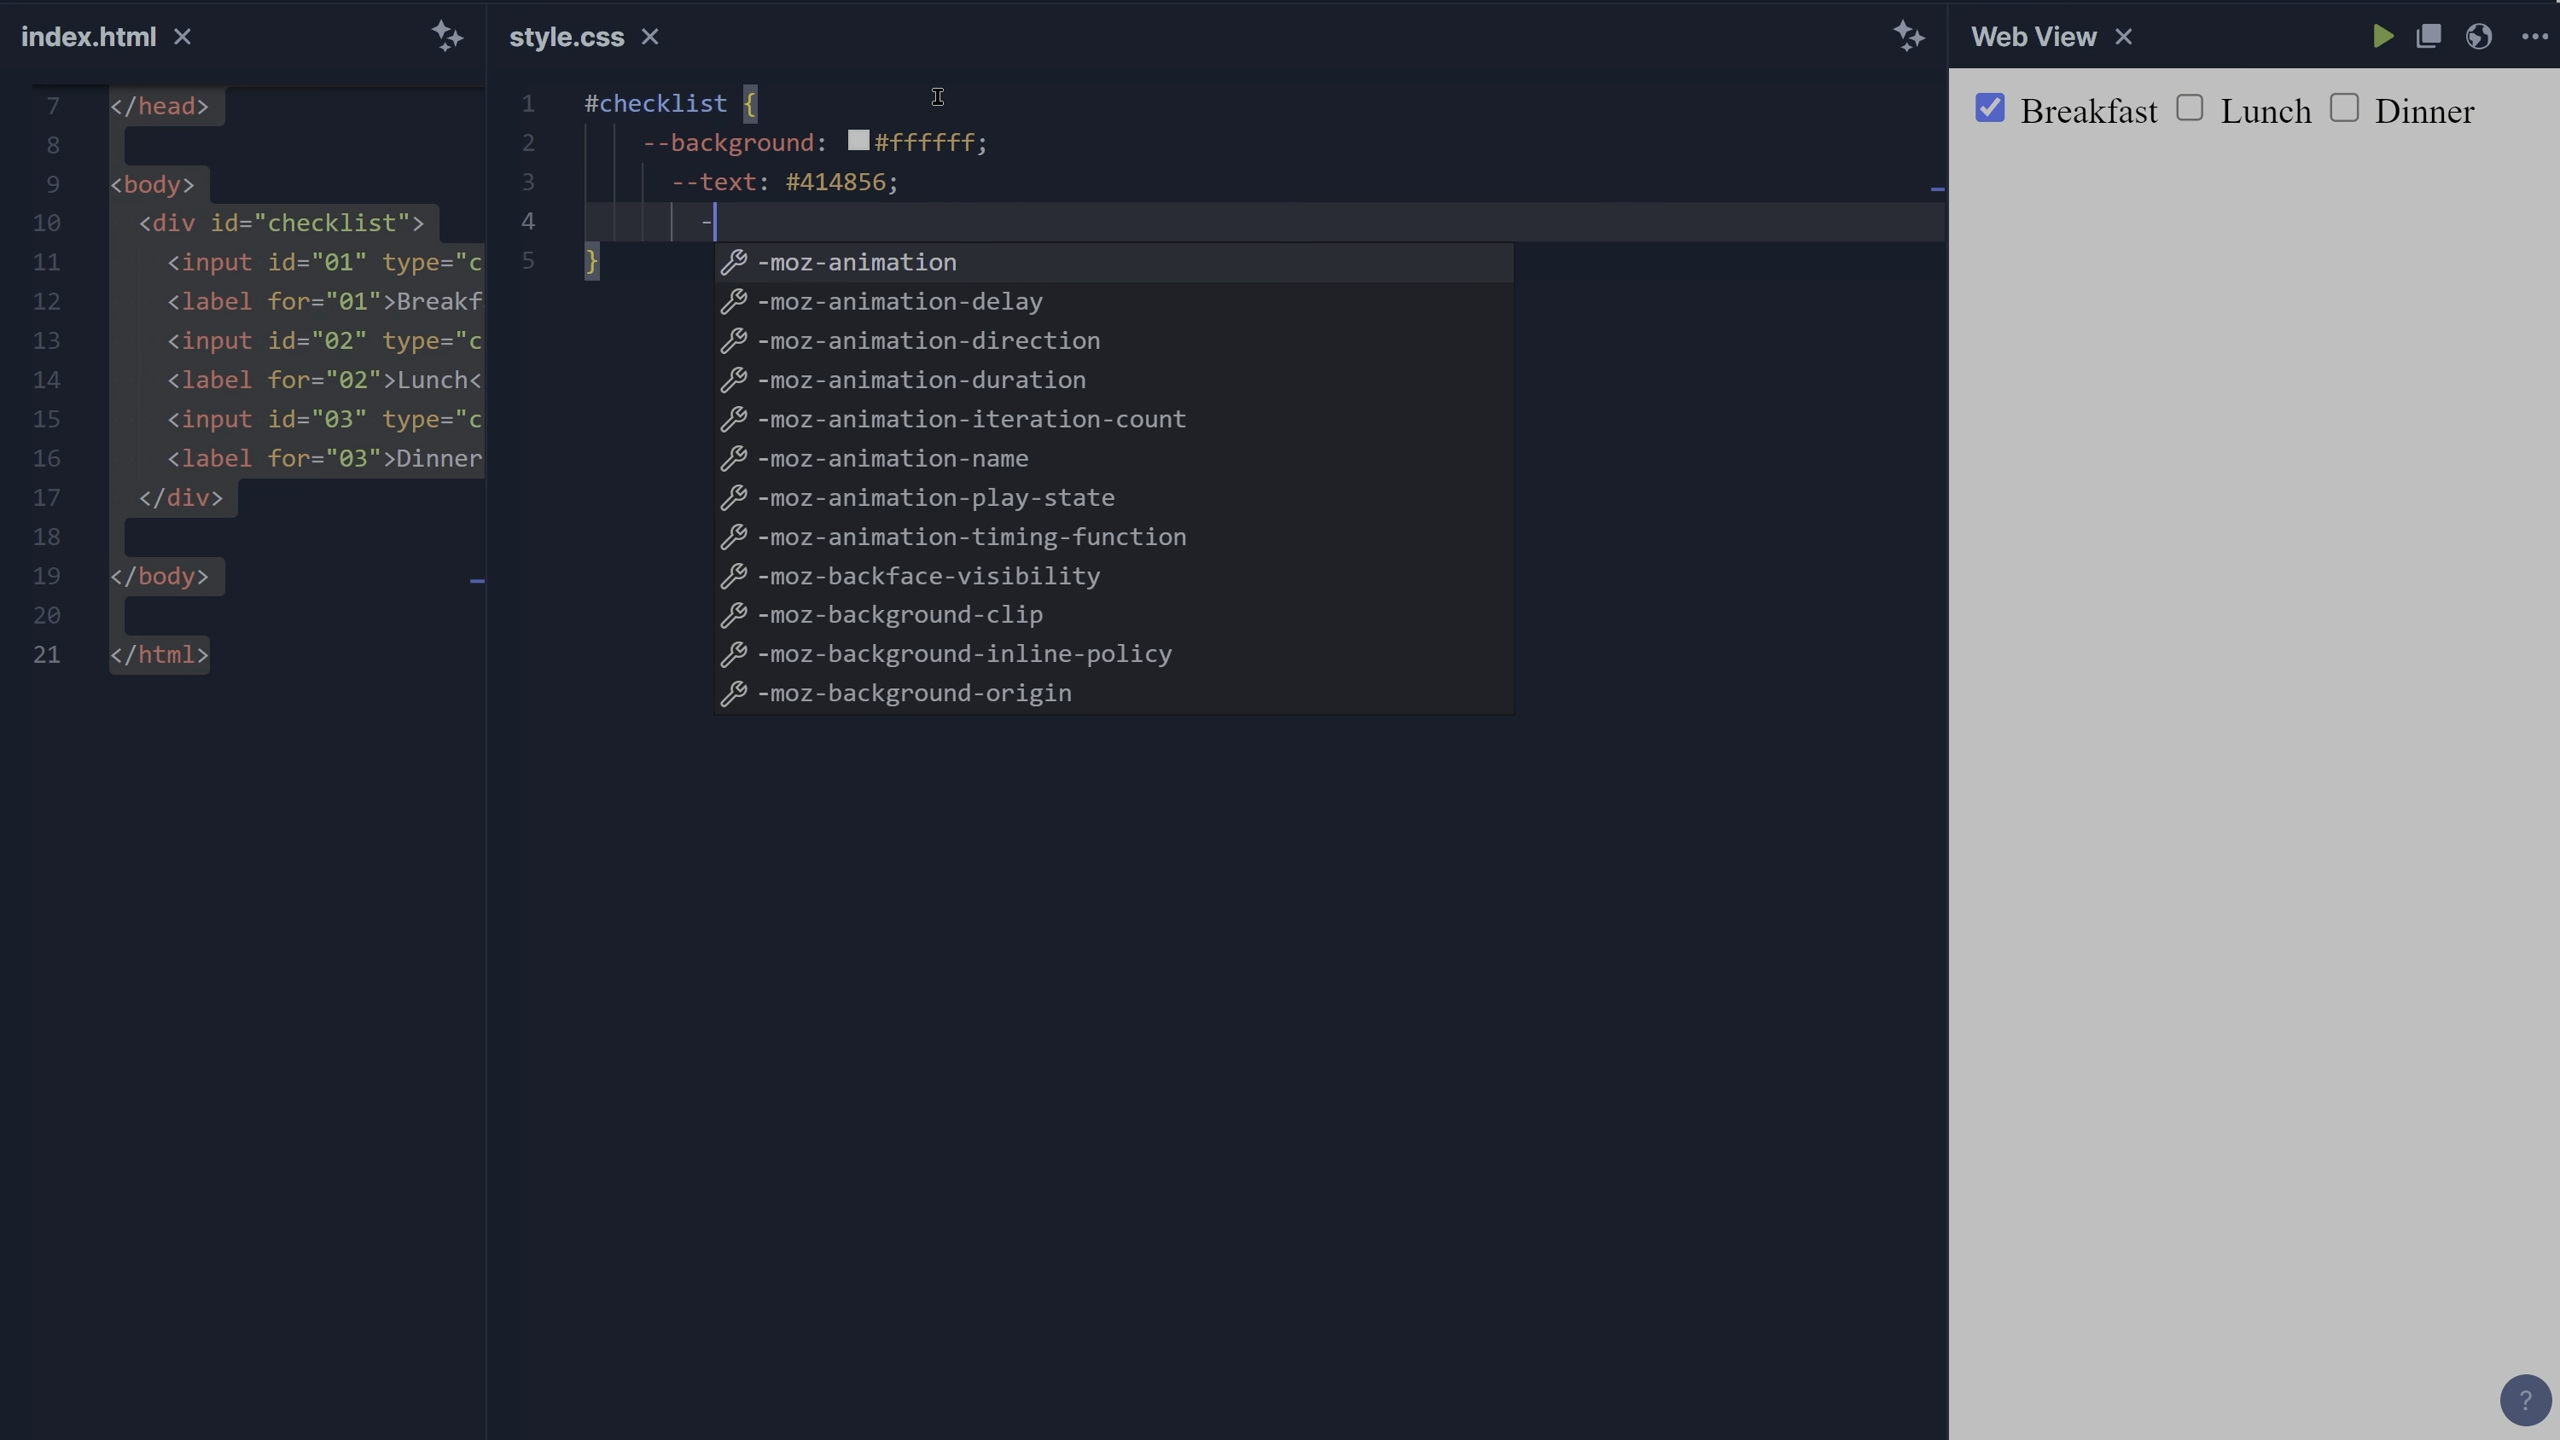 index.html
7 </head>
8
9 <body>
10 <div id="checklist">
11 <input id="01" type="c
12 <label for="01">Breakf
13 <input id="02" type="c
14 <label for="02">Lunch<
15 <input id="03" type="c
16 <label for="03">Dinner
17 </div>
18
19 </body>
20
21 </html>
style.css
1 #checklist {
2 --background: #ffffff;
3 --text: #414856;
4 -
5 }
-moz-animation
-moz-animation-delay
-moz-animation-direction
-moz-animation-duration
-moz-animation-iteration-count
-moz-animation-name
-moz-animation-play-state
-moz-animation-timing-function
-moz-backface-visibility
-moz-background-clip
-moz-background-inline-policy
-moz-background-origin
Web View
Breakfast Lunch Dinner
?